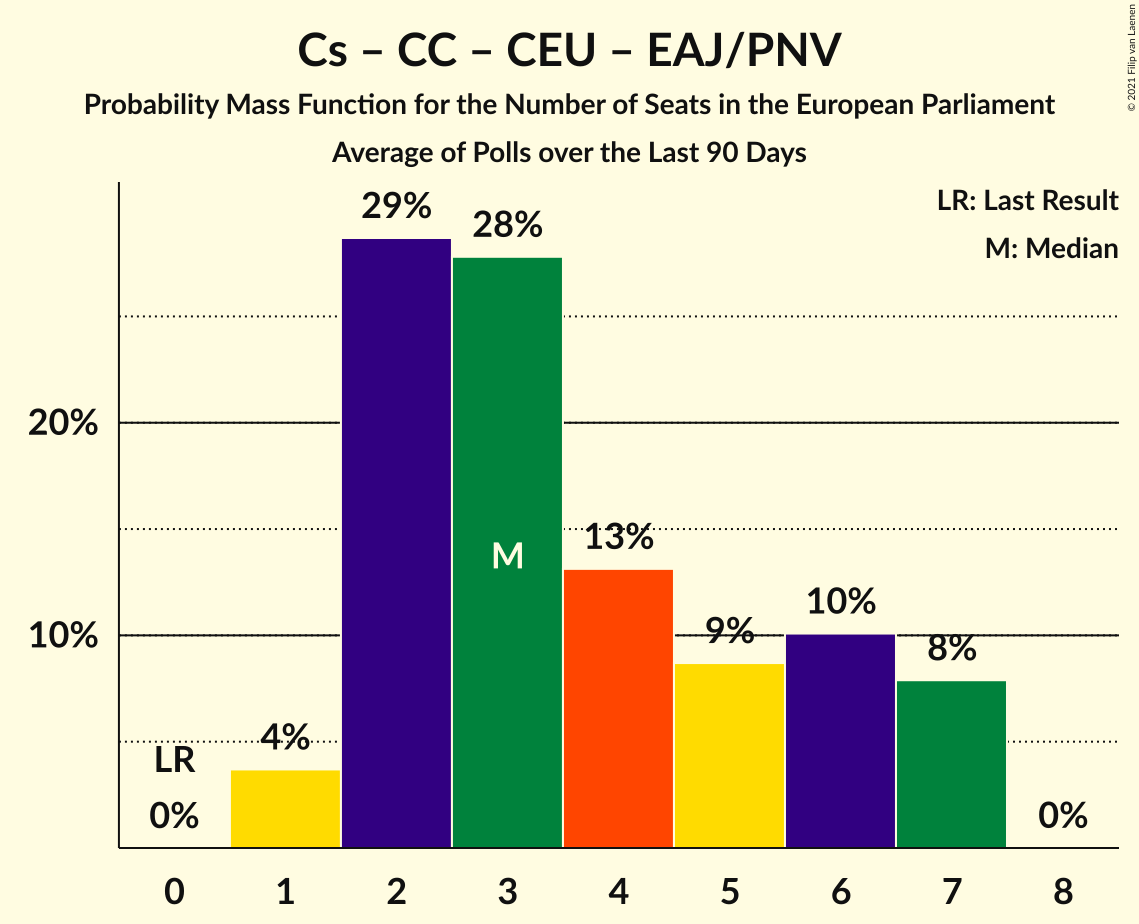 Cs – CC – CEU – EAJ/PNV
Probability Mass Function for the Number of Seats in the European Parliament
Average of Polls over the Last 90 Days
© 2021 Filip van Laenen
LR: Last Result
M: Median
29%
28%
20%
13%
M
10%
10%
9%
8%
4%
LR
0%
0%
0 1 2 3 4 5 6 7 8